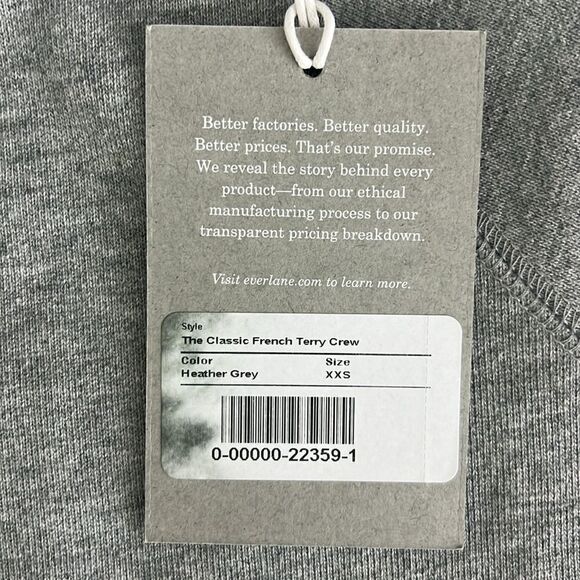 Better factories. Better quality.
Better prices. That's our promise.
We reveal the story behind every
product—from our ethical
manufacturing process to our
transparent pricing breakdown.
Visit everlane.com to learn more.
Style
The Classic French Terry Crew
Color Size
Heather Grey XXS
0-00000-22359-1